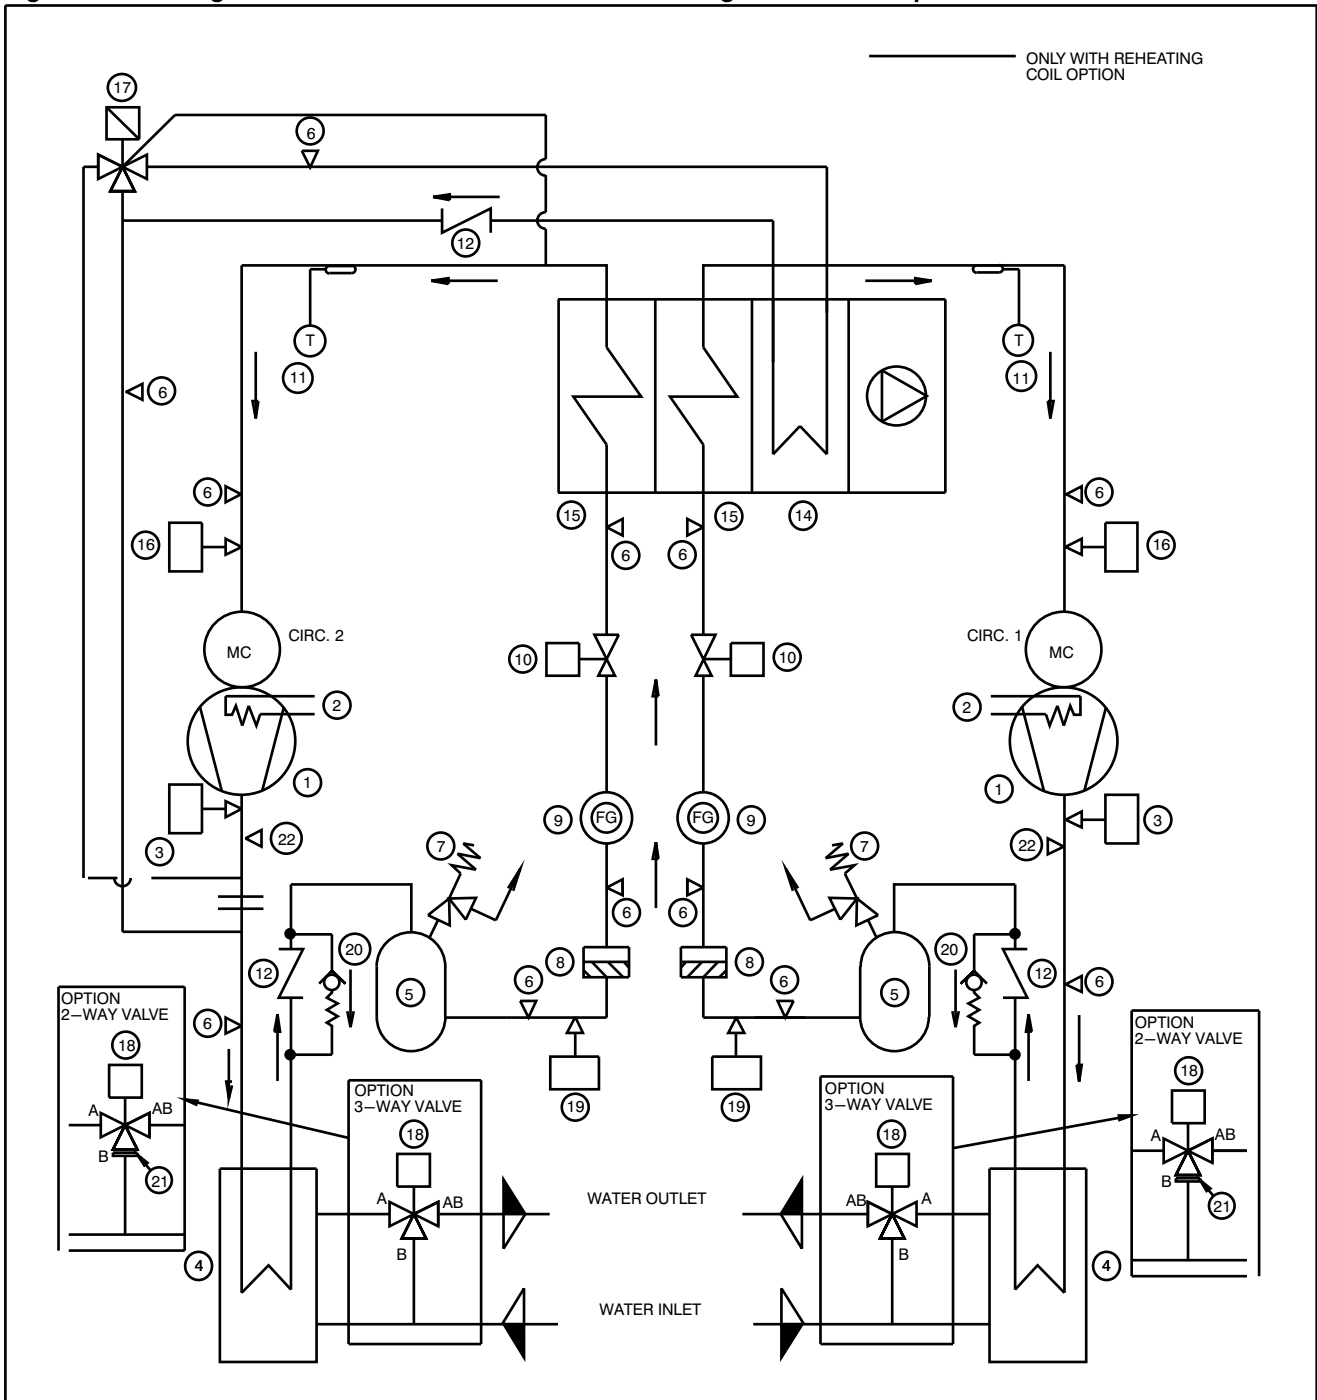 ONLY WITH REHEATING
COIL OPTION
17
6
12
T
11
T
11
6
6
6
16
15
15
14
6
6
16
CIRC. 2
MC
10
10
CIRC. 1
MC
2
2
1
1
3
22
9
FG
FG
9
22
3
7
7
6
6
12
20
5
8
8
5
20
12
6
6
6
6
OPTION
2–WAY VALVE
18
A
AB
B
21
OPTION
3–WAY VALVE
18
A
AB
B
19
19
OPTION
3–WAY VALVE
18
AB
A
B
OPTION
2–WAY VALVE
18
A
AB
B
21
WATER OUTLET
4
4
WATER INLET